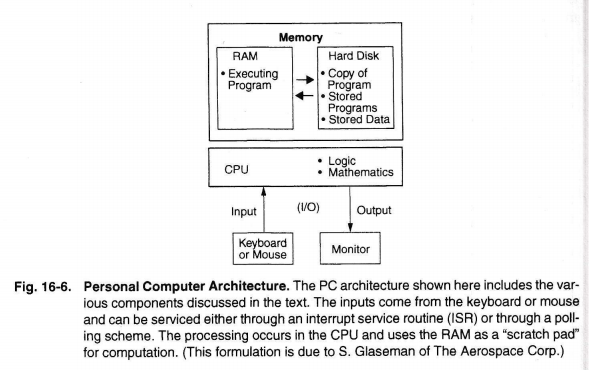 Memory
RAM
• Executing
Program
Hard Disk
• Copy of
Program
• Stored
Programs
• Stored Data
CPU
• Logic
• Mathematics
Input
(I/O)
Output
Keyboard
or Mouse
Monitor
Fig. 16-6. Personal Computer Architecture. The PC architecture shown here includes the var-
ious components discussed in the text. The inputs come from the keyboard or mouse
and can be serviced either through an interrupt service routine (ISR) or through a poll-
ing scheme. The processing occurs in the CPU and uses the RAM as a “scratch pad”
for computation. (This formulation is due to S. Glaseman of The Aerospace Corp.)